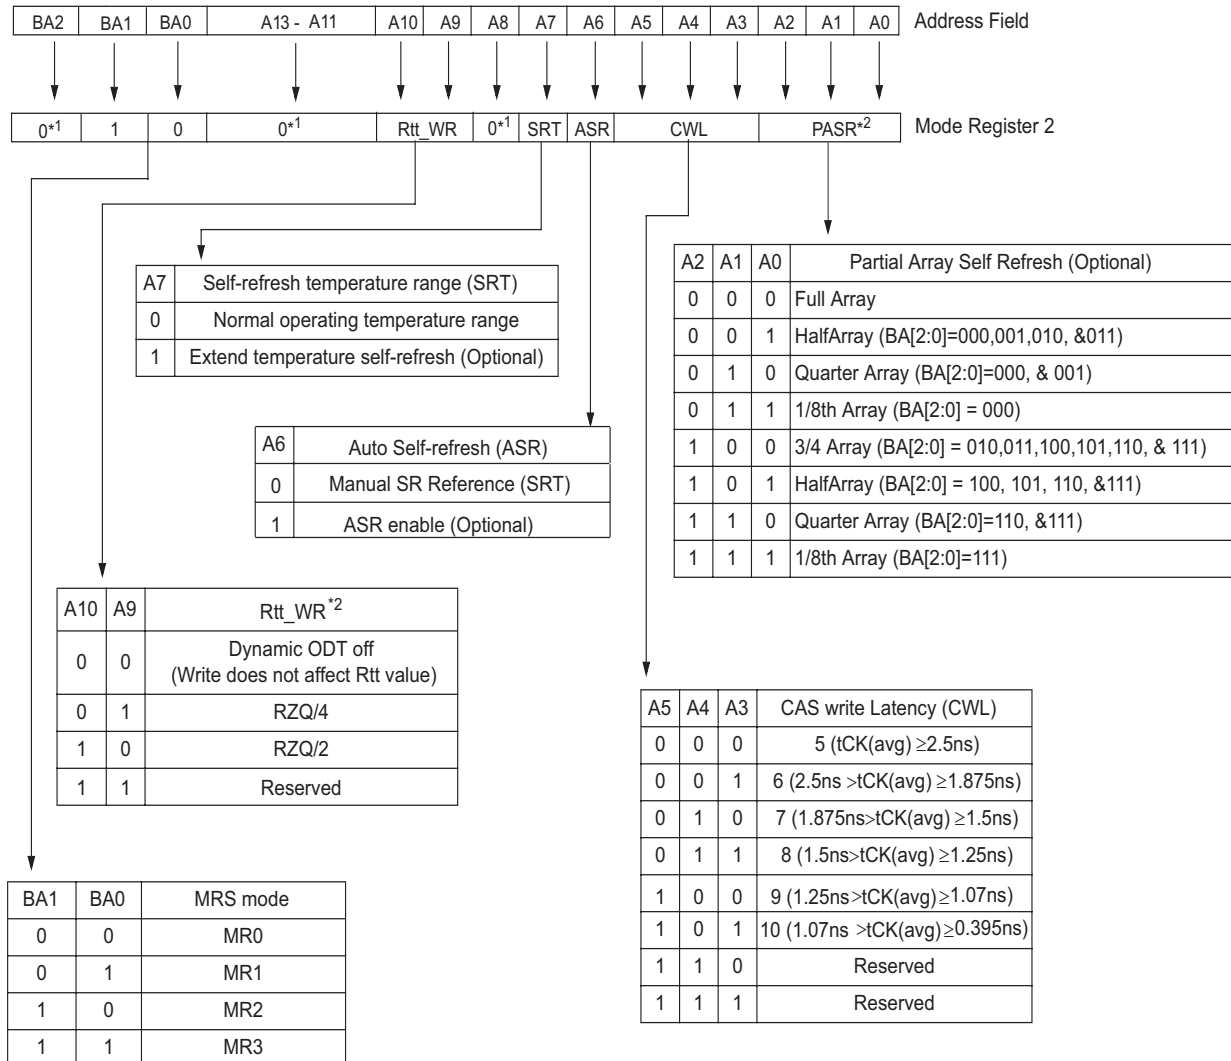 BA2 BA1 BA0 A13 - A11 A10 A9 A8 A7 A6 A5 A4 A3 A2 A1 A0 Address Field
0*1 1 0 0*1 Rtt_WR 0*1 SRT ASR CWL PASR*2 Mode Register 2
A7 Self-refresh temperature range (SRT)
0 Normal operating temperature range
1 Extend temperature self-refresh (Optional)
A6 Auto Self-refresh (ASR)
0 Manual SR Reference (SRT)
1 ASR enable (Optional)
A2 A1 A0 Partial Array Self Refresh (Optional)
0 0 0 Full Array
0 0 1 HalfArray (BA[2:0]=000,001,010, &011)
0 1 0 Quarter Array (BA[2:0]=000, & 001)
0 1 1 1/8th Array (BA[2:0] = 000)
1 0 0 3/4 Array (BA[2:0] = 010,011,100,101,110, & 111)
1 0 1 HalfArray (BA[2:0] = 100, 101, 110, &111)
1 1 0 Quarter Array (BA[2:0]=110, &111)
1 1 1 1/8th Array (BA[2:0]=111)
A10 A9 Rtt_WR*2
0 0 Dynamic ODT off
(Write does not affect Rtt value)
0 1 RZQ/4
1 0 RZQ/2
1 1 Reserved
A5 A4 A3 CAS write Latency (CWL)
0 0 0 5 (tCK(avg) ≥2.5ns)
0 0 1 6 (2.5ns >tCK(avg) ≥1.875ns)
0 1 0 7 (1.875ns>tCK(avg) ≥1.5ns)
0 1 1 8 (1.5ns>tCK(avg) ≥1.25ns)
1 0 0 9 (1.25ns>tCK(avg) ≥1.07ns)
1 0 1 10 (1.07ns >tCK(avg)≥0.395ns)
1 1 0 Reserved
1 1 1 Reserved
BA1 BA0 MRS mode
0 0 MR0
0 1 MR1
1 0 MR2
1 1 MR3